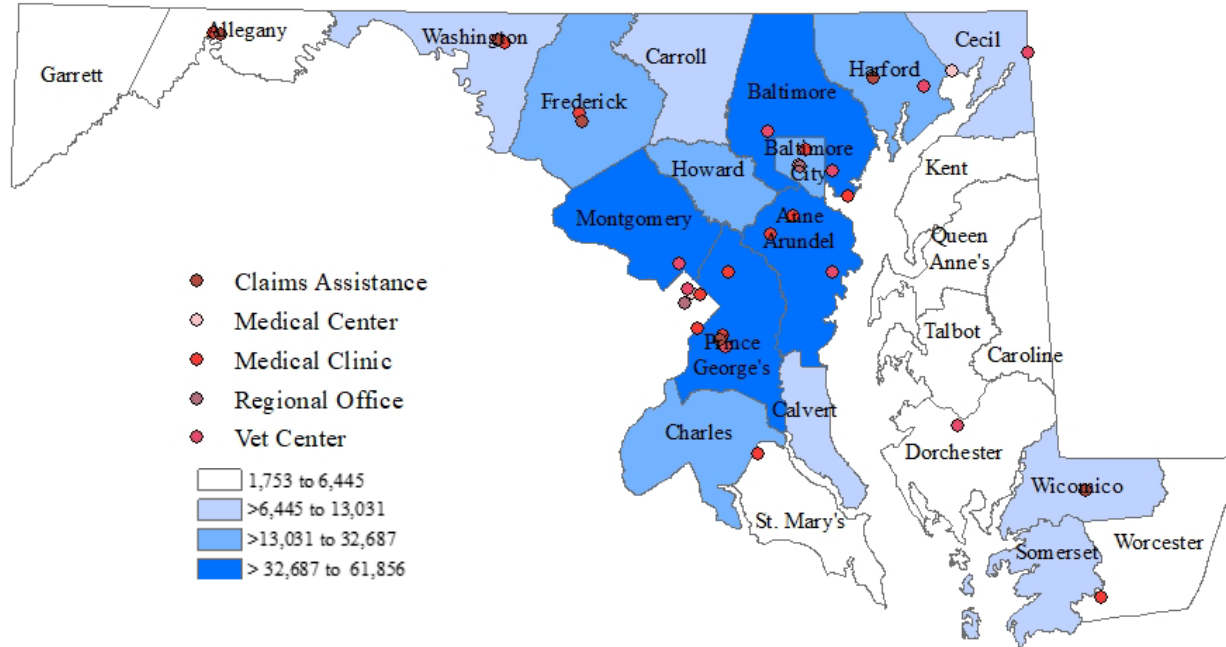 Allegany
Garrett
Washington
Carroll
Cecil
Harford
Frederick
Baltimore
Baltimore
City
Howard
Kent
Montgomery
Anne
Arundel
Queen
Anne's
Talbot
Caroline
Prince
George's
Calvert
Charles
Dorchester
St. Mary's
Wicomico
Somerset
Worcester
Claims Assistance
Medical Center
Medical Clinic
Regional Office
Vet Center
1,753 to 6,445
>6,445 to 13,031
>13,031 to 32,687
> 32,687 to 61,856